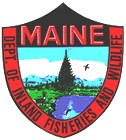 MAINE
DEPT. OF INLAND FISHERIES AND WILDLIFE